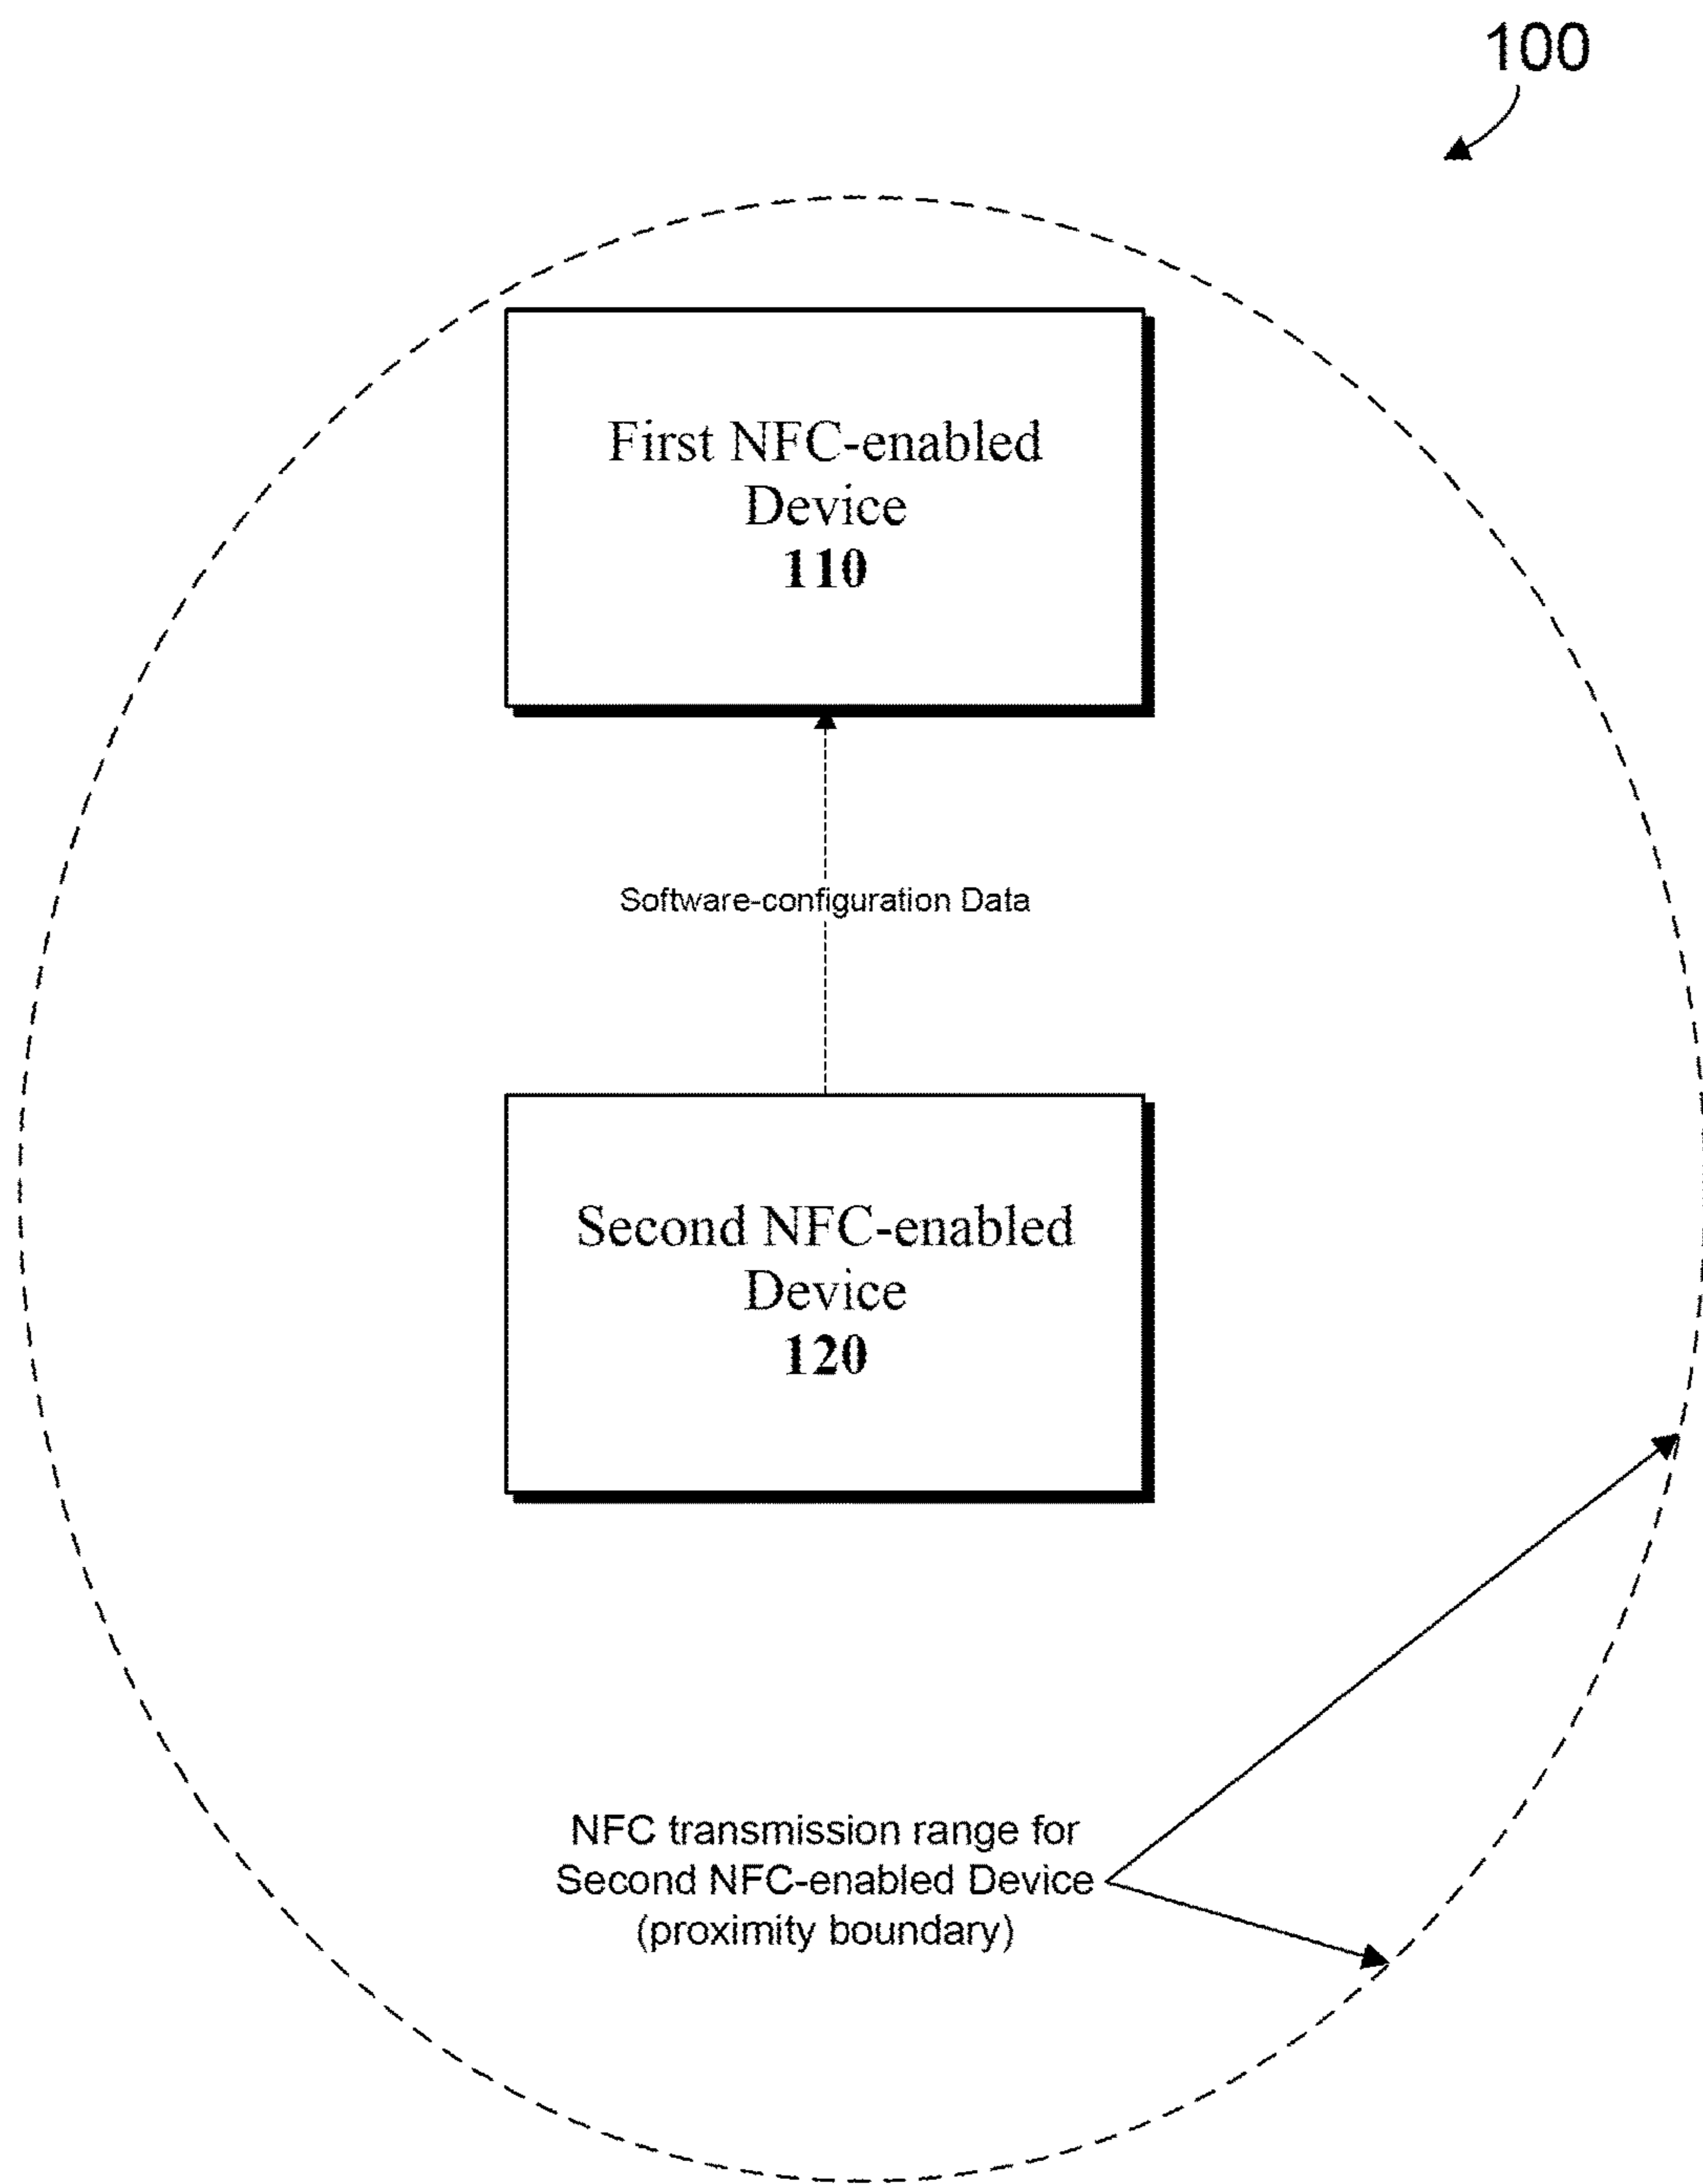 100
First NFC-enabled
Device
110
Software-configuration Data
Second NFC-enabled
Device
120
NFC transmission range for
Second NFC-enabled Device
(proximity boundary)